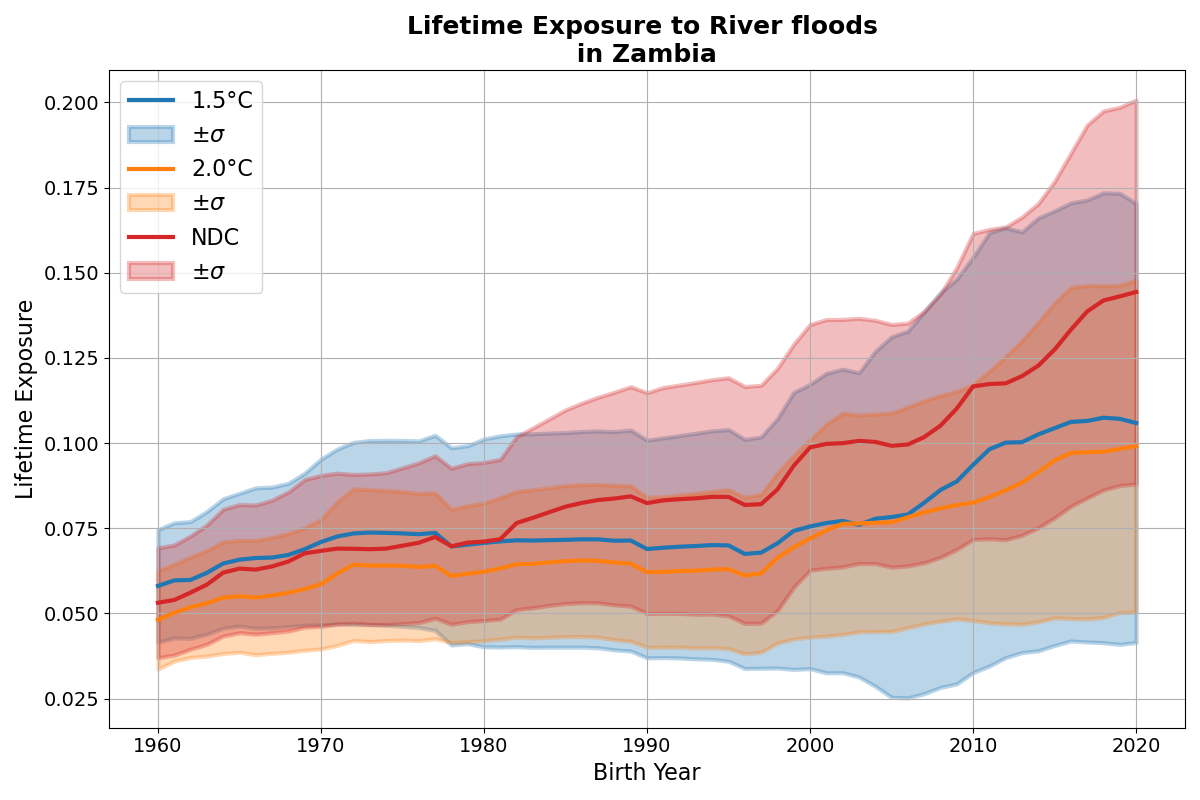 Lifetime Exposure to River floods
in Zambia
1.5°C
±σ
2.0°C
±σ
NDC
±σ
Lifetime Exposure
0.200
0.175
0.150
0.125
0.100
0.075
0.050
0.025
1960 1970 1980 1990 2000 2010 2020
Birth Year